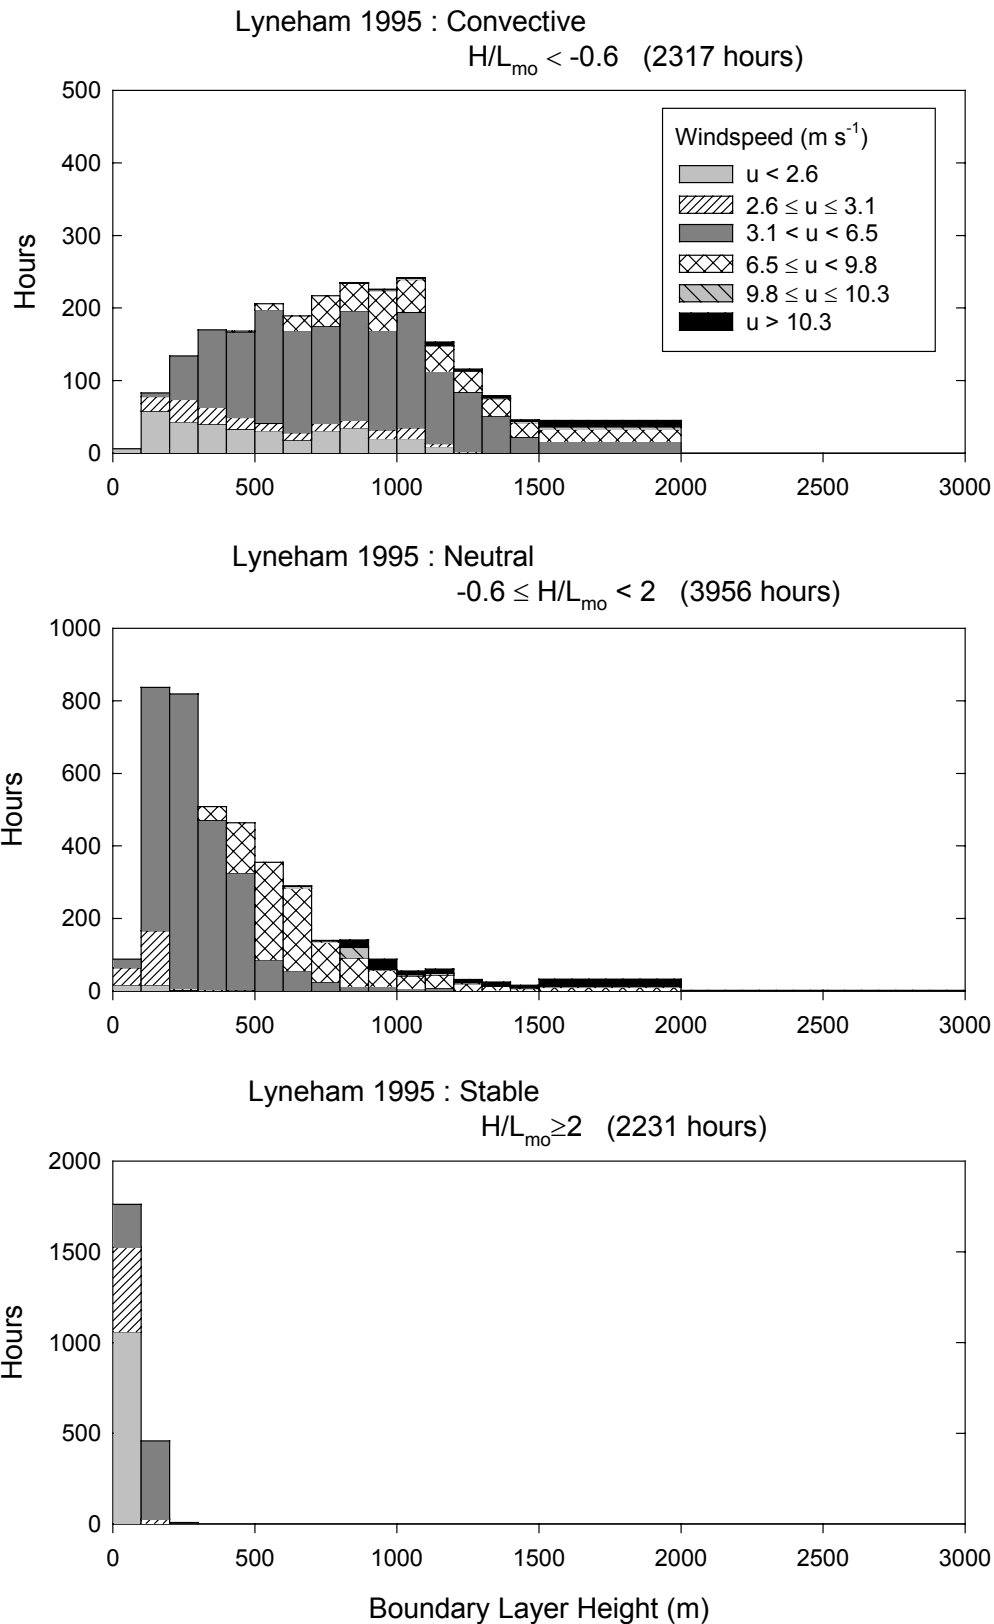 Lyneham 1995 : Convective
H/Lmo < -0.6 (2317 hours)
500
400
300
200
100
0
Hours
Windspeed (m s-1)
u < 2.6
2.6 ≤ u ≤ 3.1
3.1 < u < 6.5
6.5 ≤ u < 9.8
9.8 ≤ u ≤ 10.3
u > 10.3
0 500 1000 1500 2000 2500 3000
Lyneham 1995 : Neutral
-0.6 ≤ H/Lmo < 2 (3956 hours)
1000
800
600
400
200
0
Hours
0 500 1000 1500 2000 2500 3000
Lyneham 1995 : Stable
H/Lmo≥2 (2231 hours)
2000
1500
1000
500
0
Hours
0 500 1000 1500 2000 2500 3000
Boundary Layer Height (m)